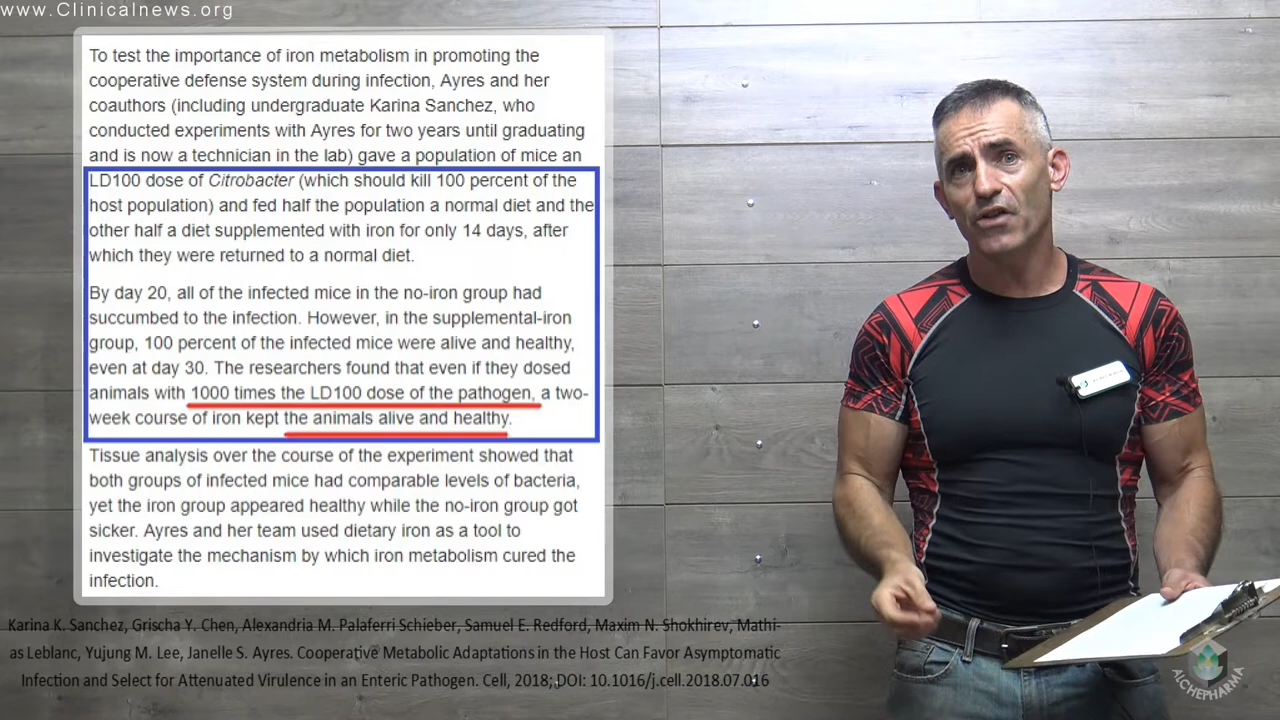 www.Clinicalnews.org
To test the importance of iron metabolism in promoting the
cooperative defense system during infection, Ayres and her
coauthors (including undergraduate Karina Sanchez, who
conducted experiments with Ayres for two years until graduating
and is now a technician in the lab) gave a population of mice an
LD100 dose of Citrobacter (which should kill 100 percent of the
host population) and fed half the population a normal diet and the
other half a diet supplemented with iron for only 14 days, after
which they were returned to a normal diet.
By day 20, all of the infected mice in the no-iron group had
succumbed to the infection. However, in the supplemental-iron
group, 100 percent of the infected mice were alive and healthy,
even at day 30. The researchers found that even if they dosed
animals with 1000 times the LD100 dose of the pathogen, a two-
week course of iron kept the animals alive and healthy.
Tissue analysis over the course of the experiment showed that
both groups of infected mice had comparable levels of bacteria,
yet the iron group appeared healthy while the no-iron group got
sicker. Ayres and her team used dietary iron as a tool to
investigate the mechanism by which iron metabolism cured the
infection.
Karina K. Sanchez, Grischa Y. Chen, Alexandria M. Palaferri Schieber, Samuel E. Redford, Maxim N. Shokhirev, Mathi-
as Leblanc, Yujung M. Lee, Janelle S. Ayres. Cooperative Metabolic Adaptations in the Host Can Favor Asymptomatic
Infection and Select for Attenuated Virulence in an Enteric Pathogen. Cell, 2018; DOI: 10.1016/j.cell.2018.07.016
ALCHEPHARMA